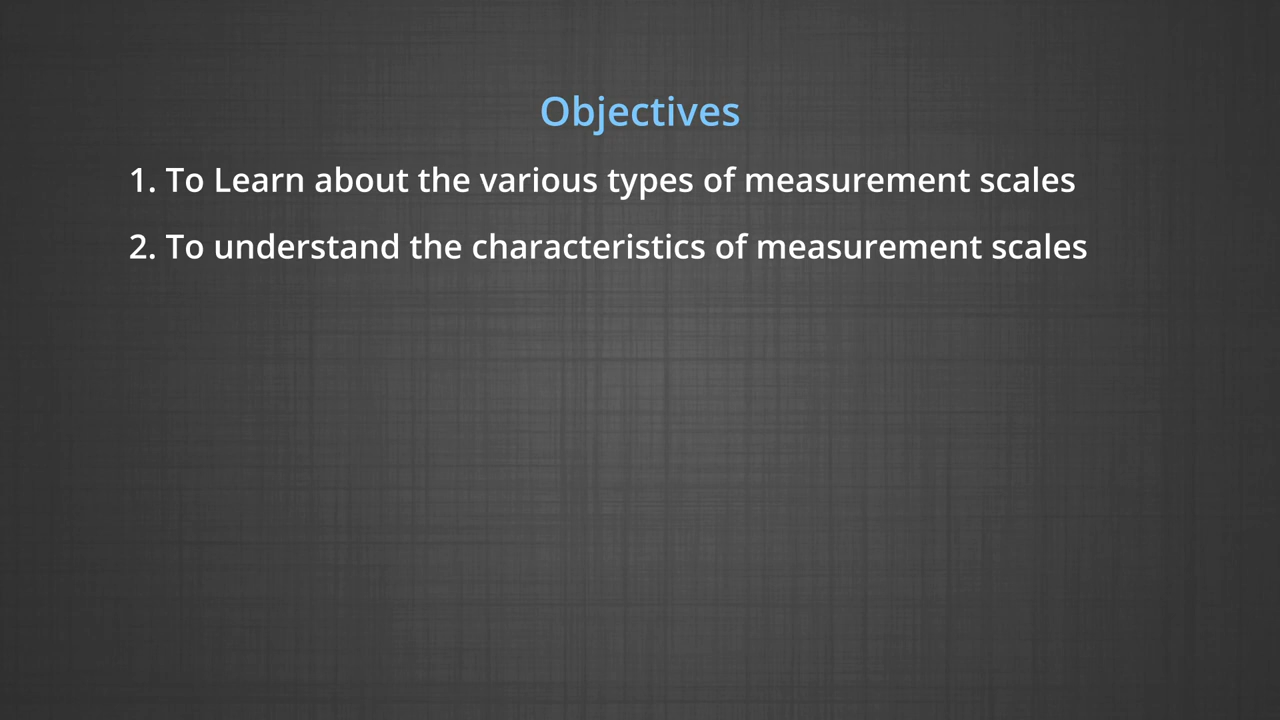 Objectives
1. To Learn about the various types of measurement scales
2. To understand the characteristics of measurement scales